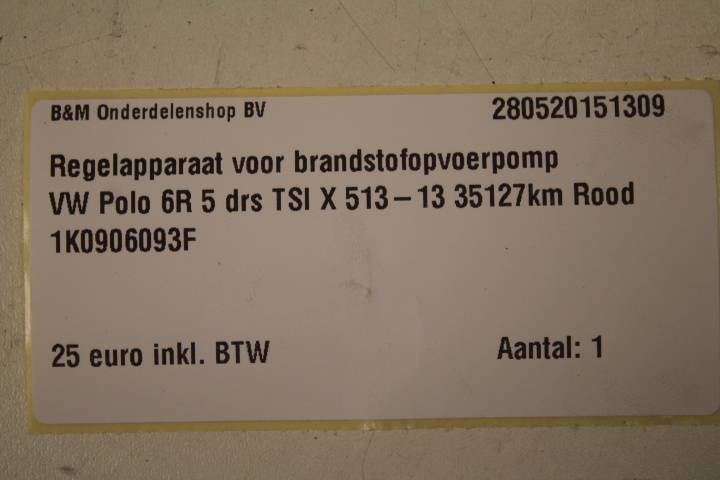 B&M Onderdelenshop BV 280520151309
Regelapparaat voor brandstofopvoerpomp
VW Polo 6R 5 drs TSI X 513-13 35127km Rood
1K0906093F
25 euro inkl. BTW Aantal: 1